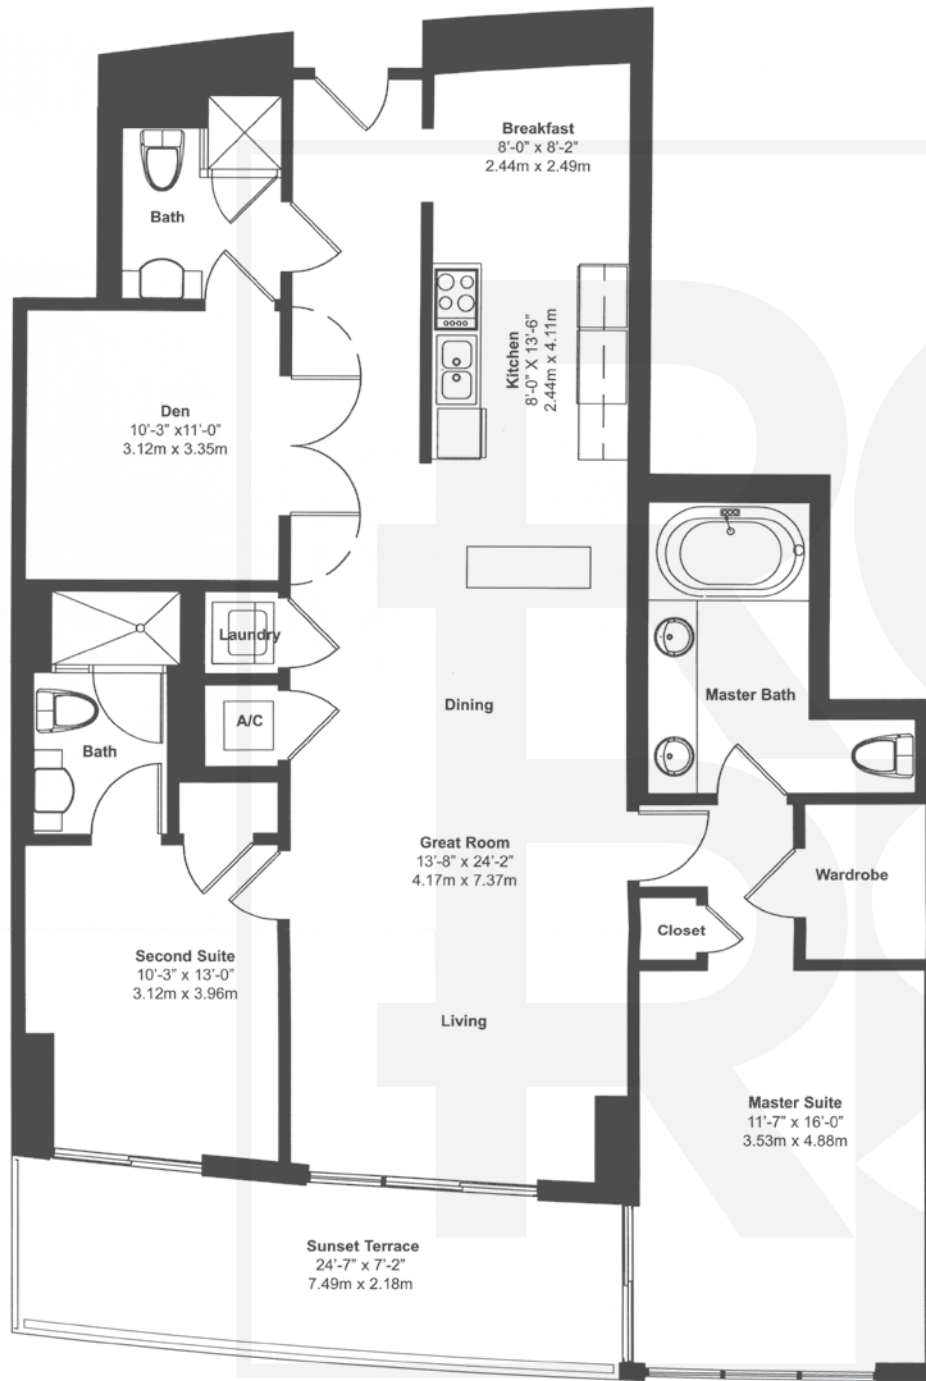 Breakfast
8'-0" x 8'-2"
2.44m x 2.49m
Bath
Kitchen
8'-0" X 13'-6"
2.44m x 4.11m
Den
10'-3" x11'-0"
3.12m x 3.35m
Laundry
A/C
Bath
Dining
Master Bath
Great Room
13'-8" x 24'-2"
4.17m x 7.37m
Wardrobe
Closet
Second Suite
10'-3" x 13'-0"
3.12m x 3.96m
Living
Master Suite
11'-7" x 16'-0"
3.53m x 4.88m
Sunset Terrace
24'-7" x 7'-2"
7.49m x 2.18m